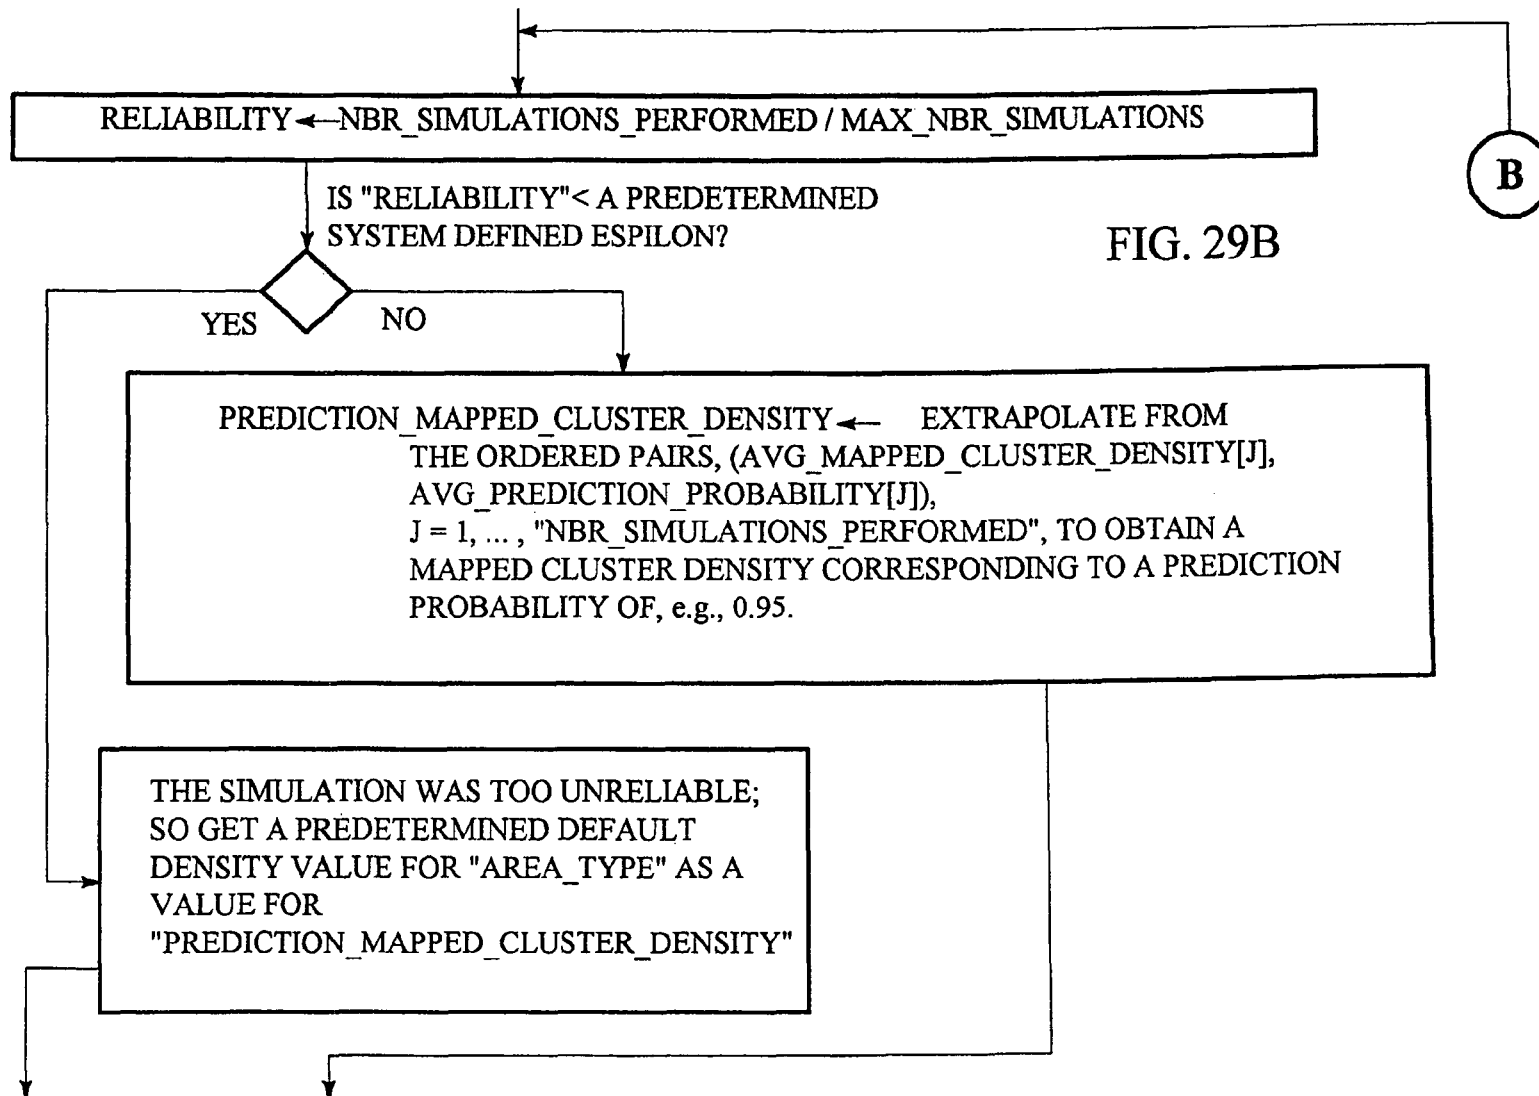 RELIABILITY←NBR_SIMULATIONS_PERFORMED / MAX_NBR_SIMULATIONS
B
IS "RELIABILITY"< A PREDETERMINED
SYSTEM DEFINED ESPILON?
FIG. 29B
YES
NO
PREDICTION_MAPPED_CLUSTER_DENSITY← EXTRAPOLATE FROM
THE ORDERED PAIRS, (AVG_MAPPED_CLUSTER_DENSITY[J],
AVG_PREDICTION_PROBABILITY[J]),
J = 1, ... , "NBR_SIMULATIONS_PERFORMED", TO OBTAIN A
MAPPED CLUSTER DENSITY CORRESPONDING TO A PREDICTION
PROBABILITY OF, e.g., 0.95.
THE SIMULATION WAS TOO UNRELIABLE;
SO GET A PREDETERMINED DEFAULT
DENSITY VALUE FOR "AREA_TYPE" AS A
VALUE FOR
"PREDICTION_MAPPED_CLUSTER_DENSITY"